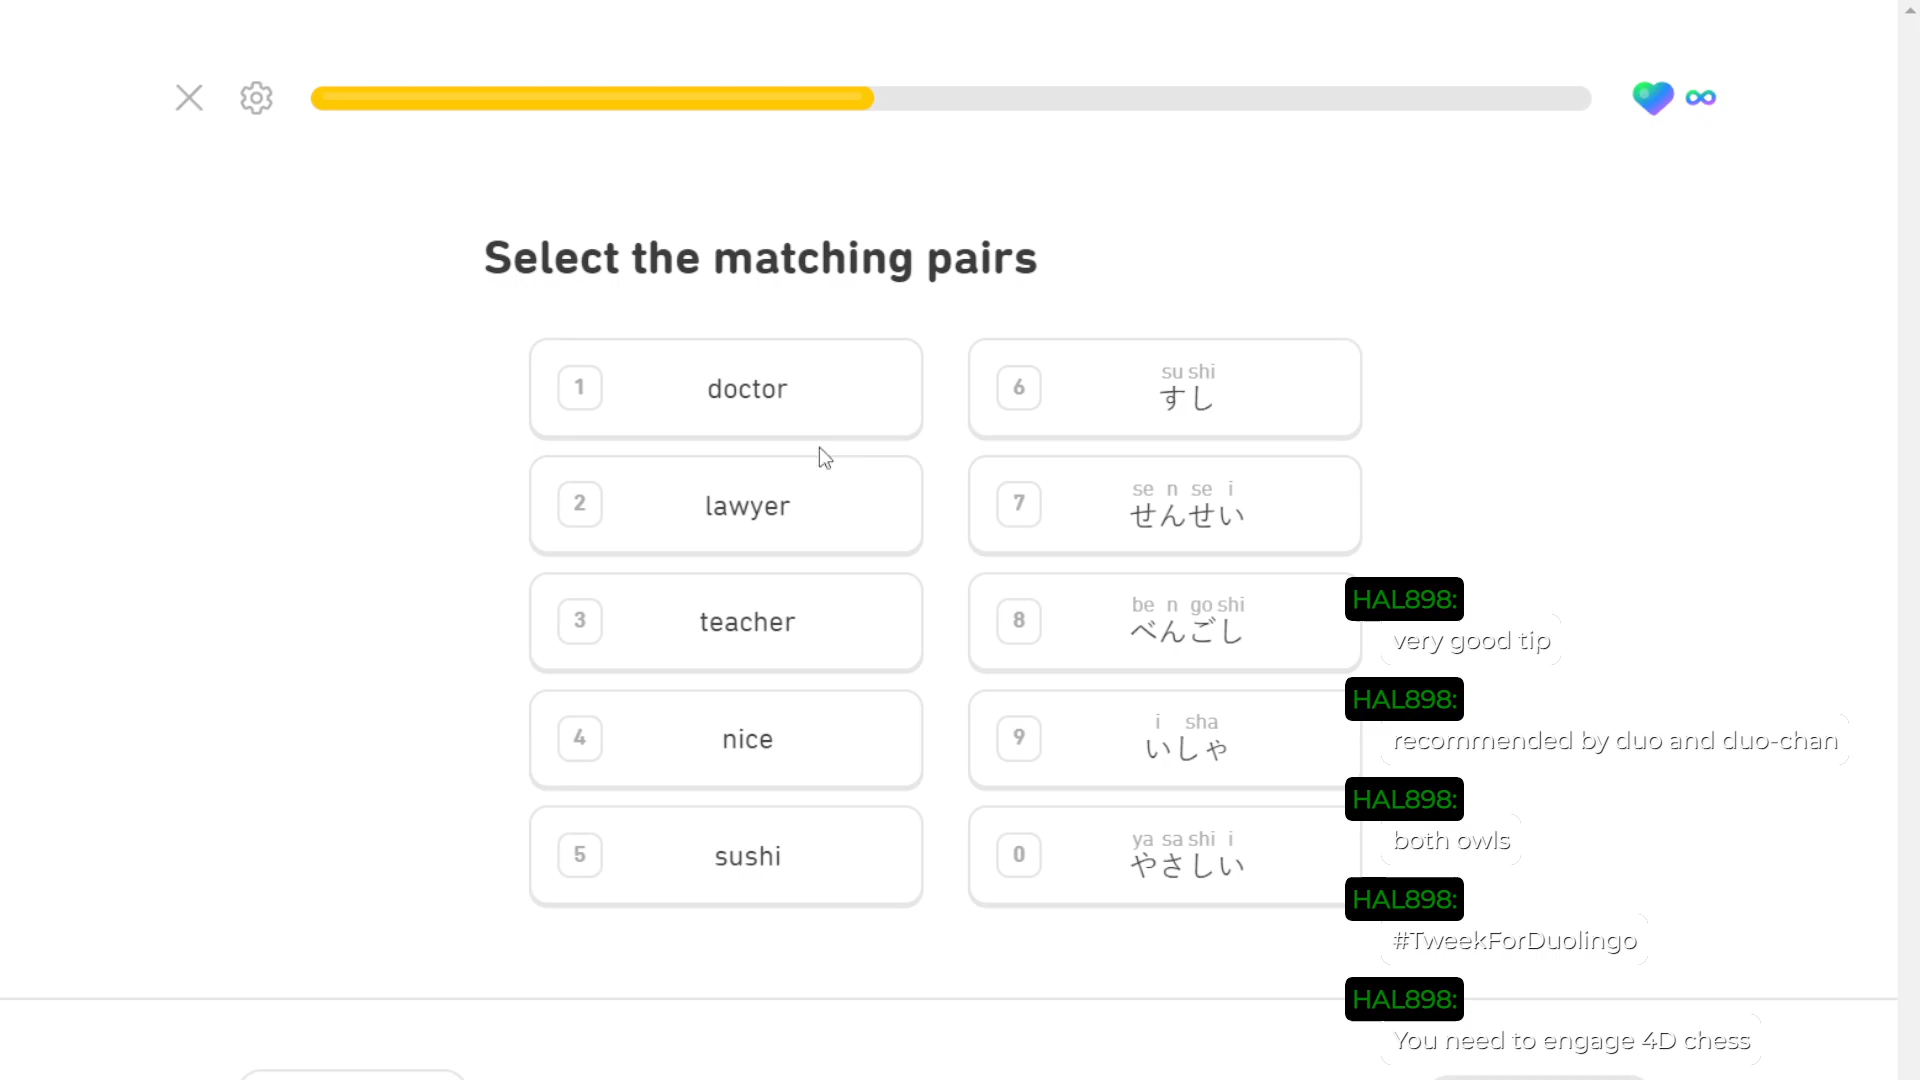 Select the matching pairs
1 doctor
2 lawyer
3 teacher
4 nice
5 sushi
6 su shi
すし
7 se n se i
せんせい
8 be n go shi
べんごし
9 i sha
いしゃ
0 ya sa shi i
やさしい
HAL898:
very good tip
HAL898:
recommended by duo and duo-chan
HAL898:
both owls
HAL898:
#TweekForDuolingo
HAL898:
You need to engage 4D chess